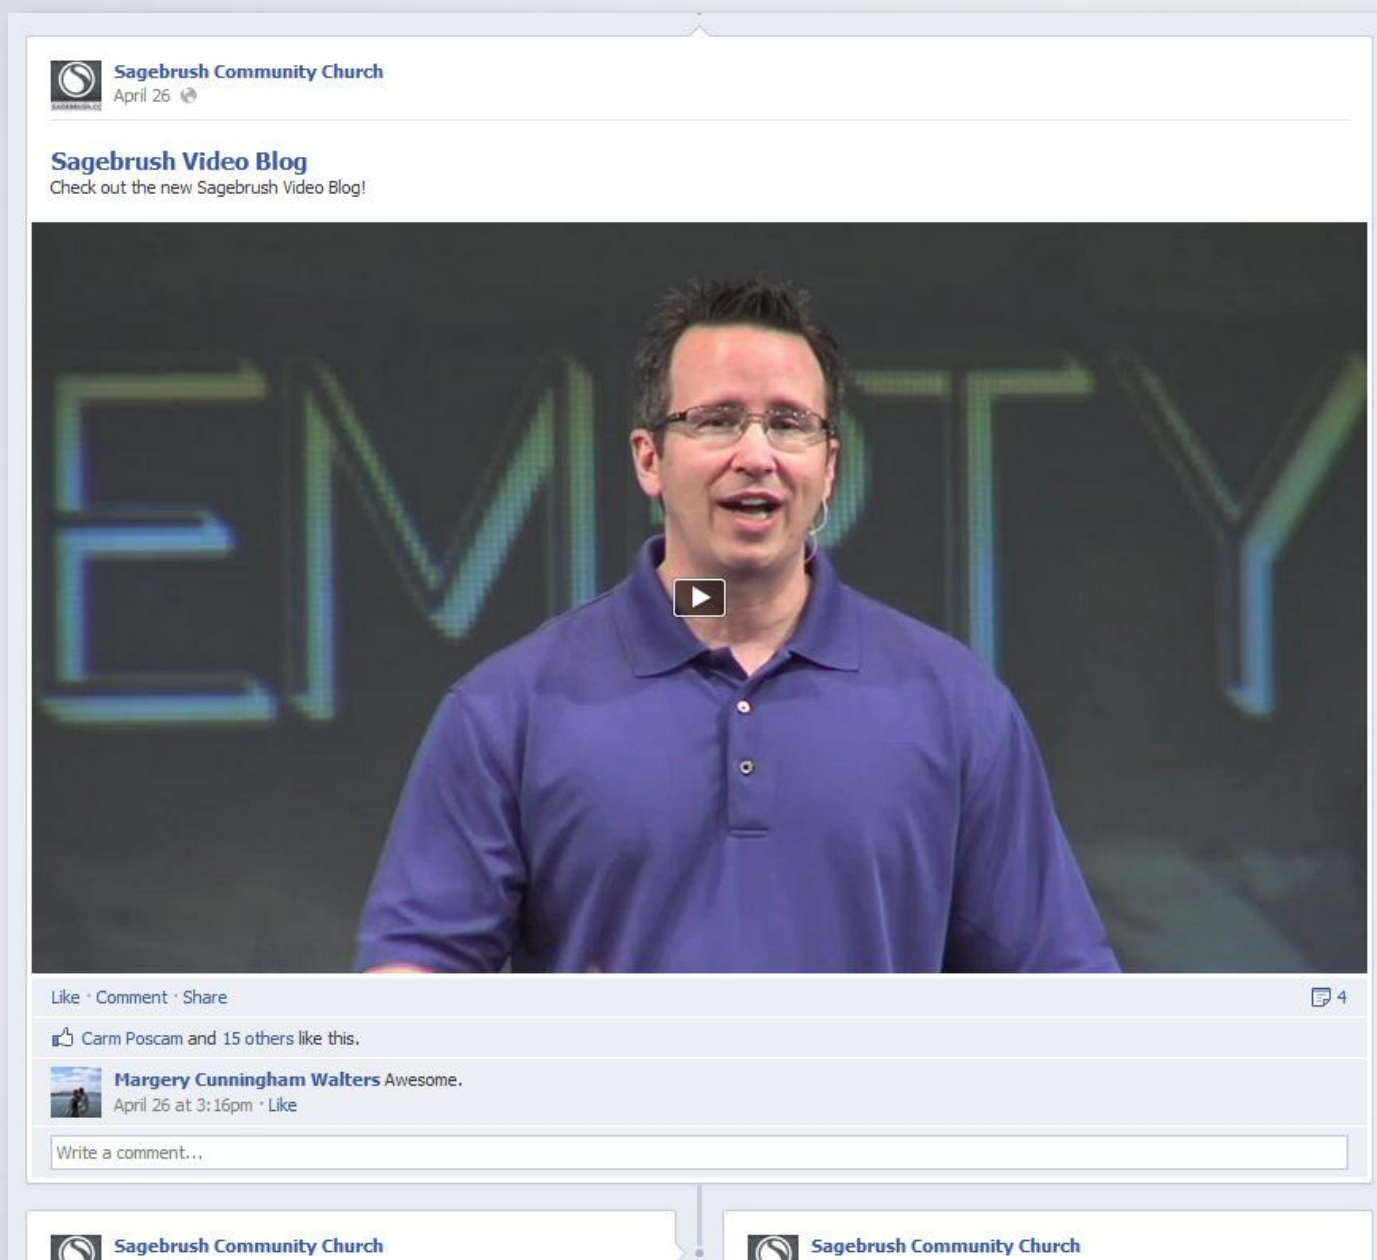 Sagebrush Community Church
April 26
SAGEBRUSH.CC
Sagebrush Video Blog
Check out the new Sagebrush Video Blog!
EMPTY
Like · Comment · Share
4
Carm Poscam and 15 others like this.
Margery Cunningham Walters Awesome.
April 26 at 3:16pm · Like
Write a comment...
Sagebrush Community Church
Sagebrush Community Church